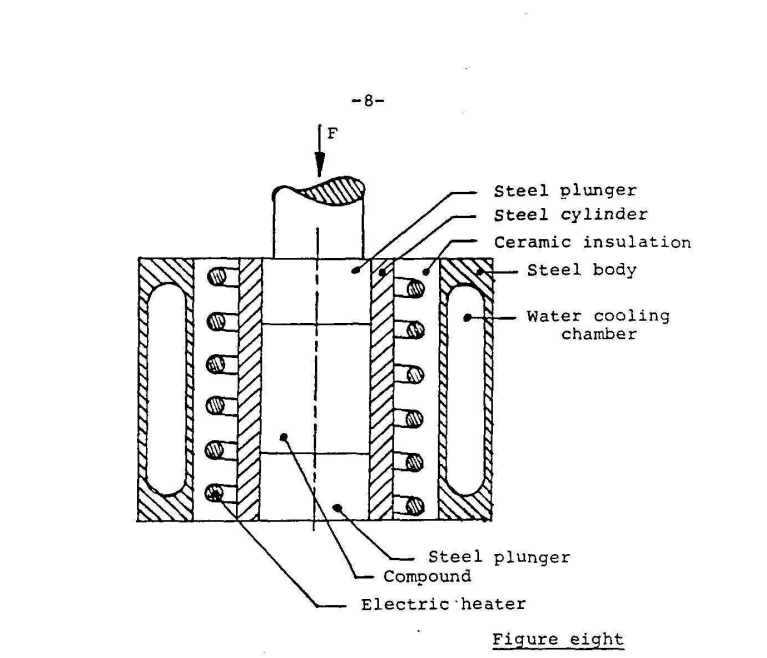 -8-
F
Steel plunger
Steel cylinder
Ceramic insulation
Steel body
Water cooling
chamber
Steel plunger
Compound
Electric heater
Figure eight